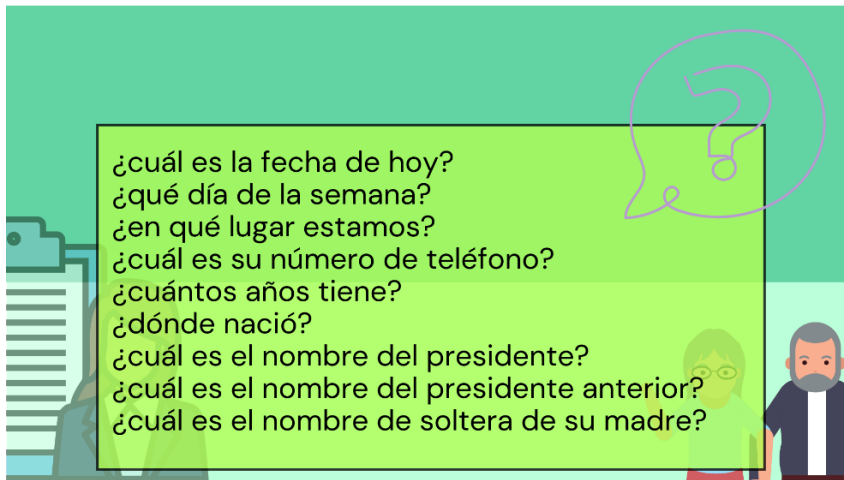 ¿cuál es la fecha de hoy?
¿qué día de la semana?
¿en qué lugar estamos?
¿cuál es su número de teléfono?
¿cuántos años tiene?
¿dónde nació?
¿cuál es el nombre del presidente?
¿cuál es el nombre del presidente anterior?
¿cuál es el nombre de soltera de su madre?